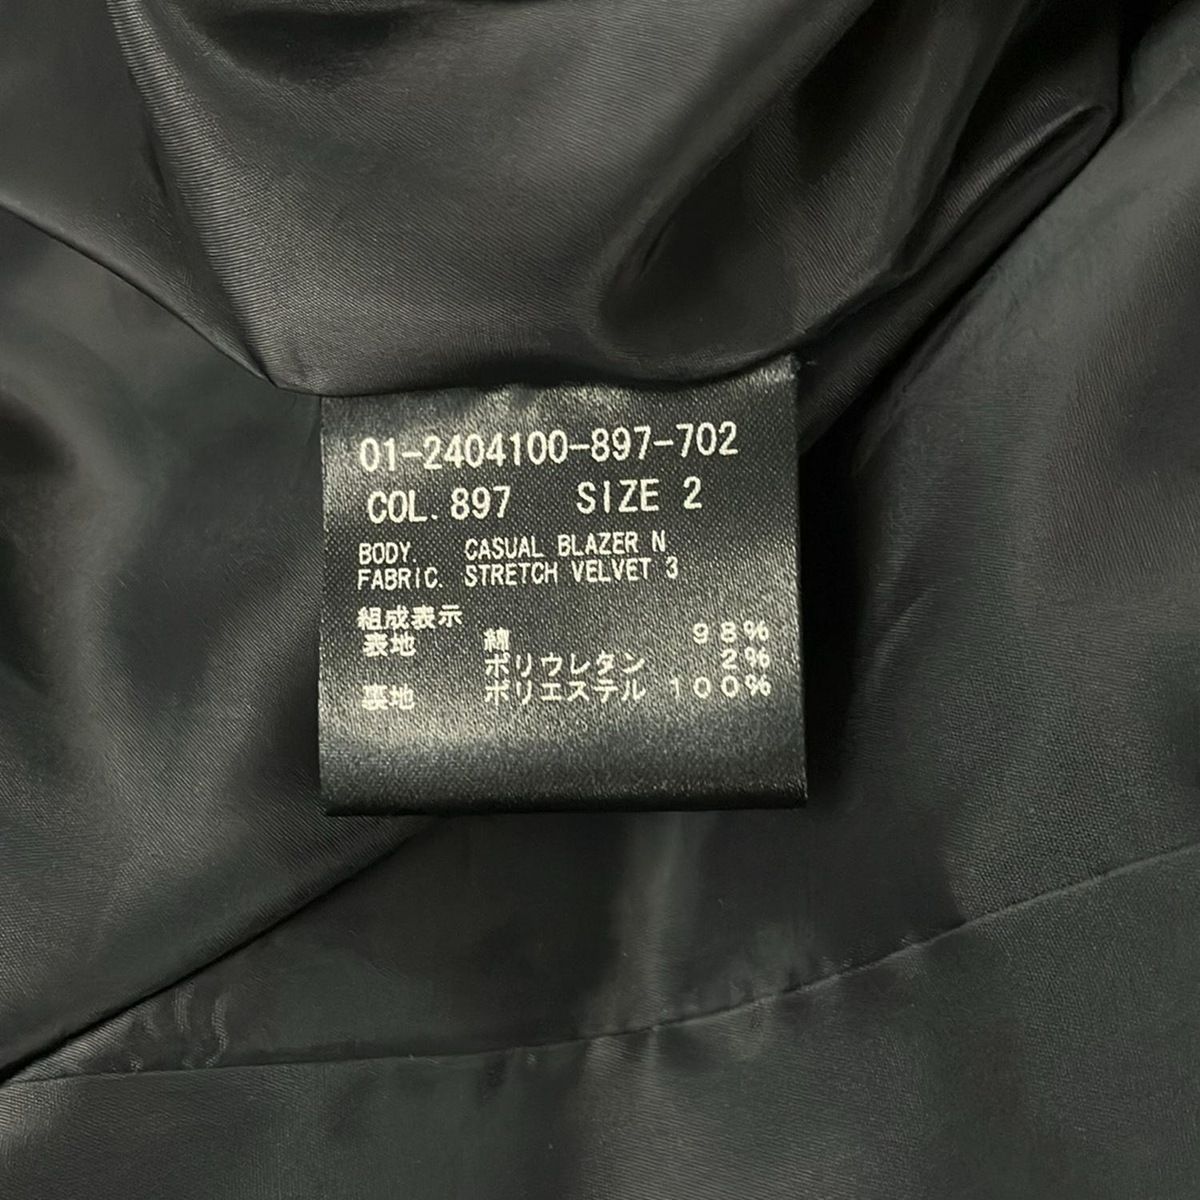 01-2404100-897-702
COL. 897 SIZE 2
BODY. CASUAL BLAZER N
FABRIC. STRETCH VELVET 3
組成表示
表地 綿 98%
ポリウレタン 2%
裏地 ポリエステル 100%